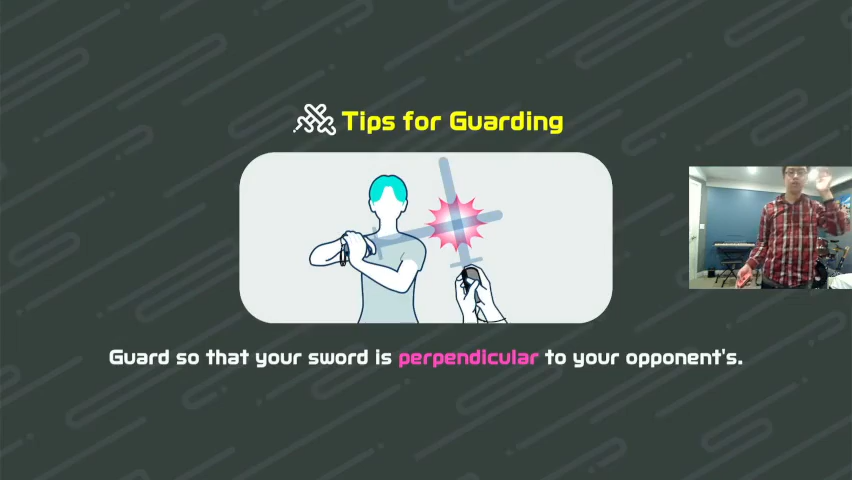 Tips for Guarding
Guard so that your sword is perpendicular to your opponent's.